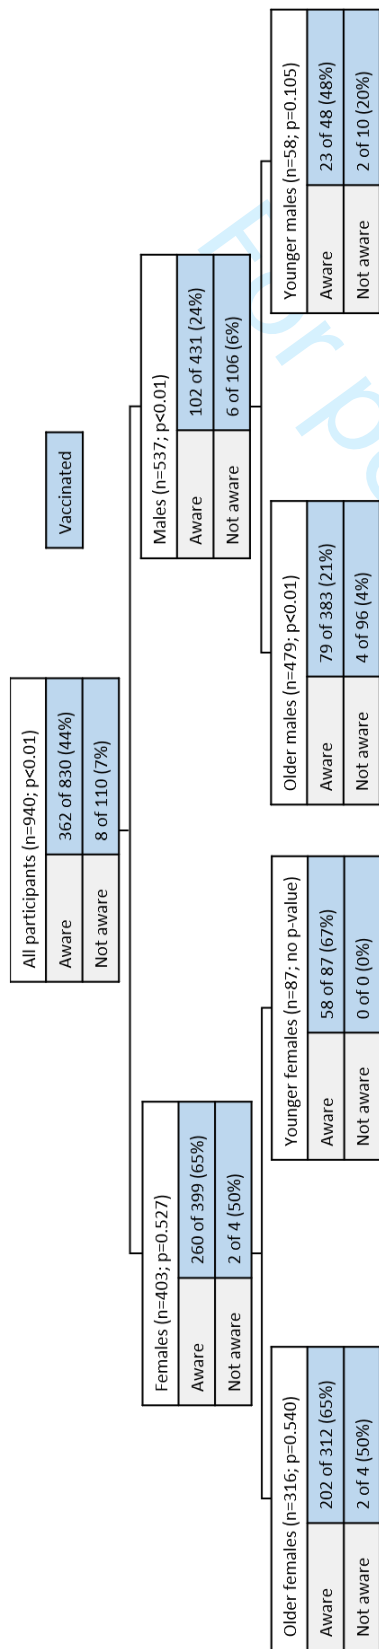 All participants (n=940; p<0.01)
Aware 362 of 830 (44%)
Not aware 8 of 110 (7%)
Vaccinated
Females (n=403; p=0.527)
Aware 260 of 399 (65%)
Not aware 2 of 4 (50%)
Males (n=537; p<0.01)
Aware 102 of 431 (24%)
Not aware 6 of 106 (6%)
Older females (n=316; p=0.540)
Aware 202 of 312 (65%)
Not aware 2 of 4 (50%)
Younger females (n=87; no p-value)
Aware 58 of 87 (67%)
Not aware 0 of 0 (0%)
Older males (n=479; p<0.01)
Aware 79 of 383 (21%)
Not aware 4 of 96 (4%)
Younger males (n=58; p=0.105)
Aware 23 of 48 (48%)
Not aware 2 of 10 (20%)
For pe